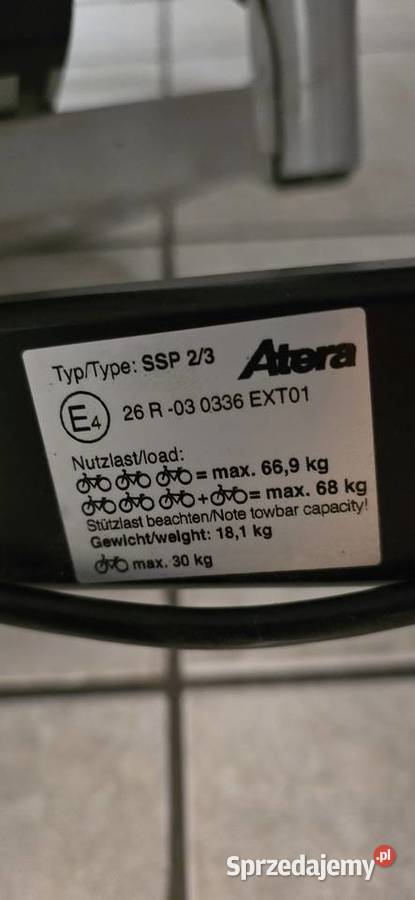 Typ/Type: SSP 2/3 Atera
E4 26 R -03 0336 EXT01
Nutzlast/load:
= max. 66,9 kg
+ = max. 68 kg
Stützlast beachten/Note towbar capacity!
Gewicht/weight: 18,1 kg
max. 30 kg
Sprzedajemy.pl